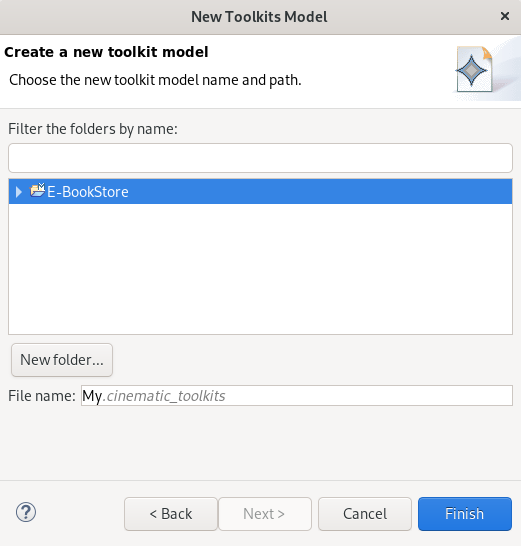 New Toolkits Model
Create a new toolkit model
Choose the new toolkit model name and path.
Filter the folders by name:
E-BookStore
New folder...
File name: My.cinematic_toolkits
< Back Next > Cancel Finish